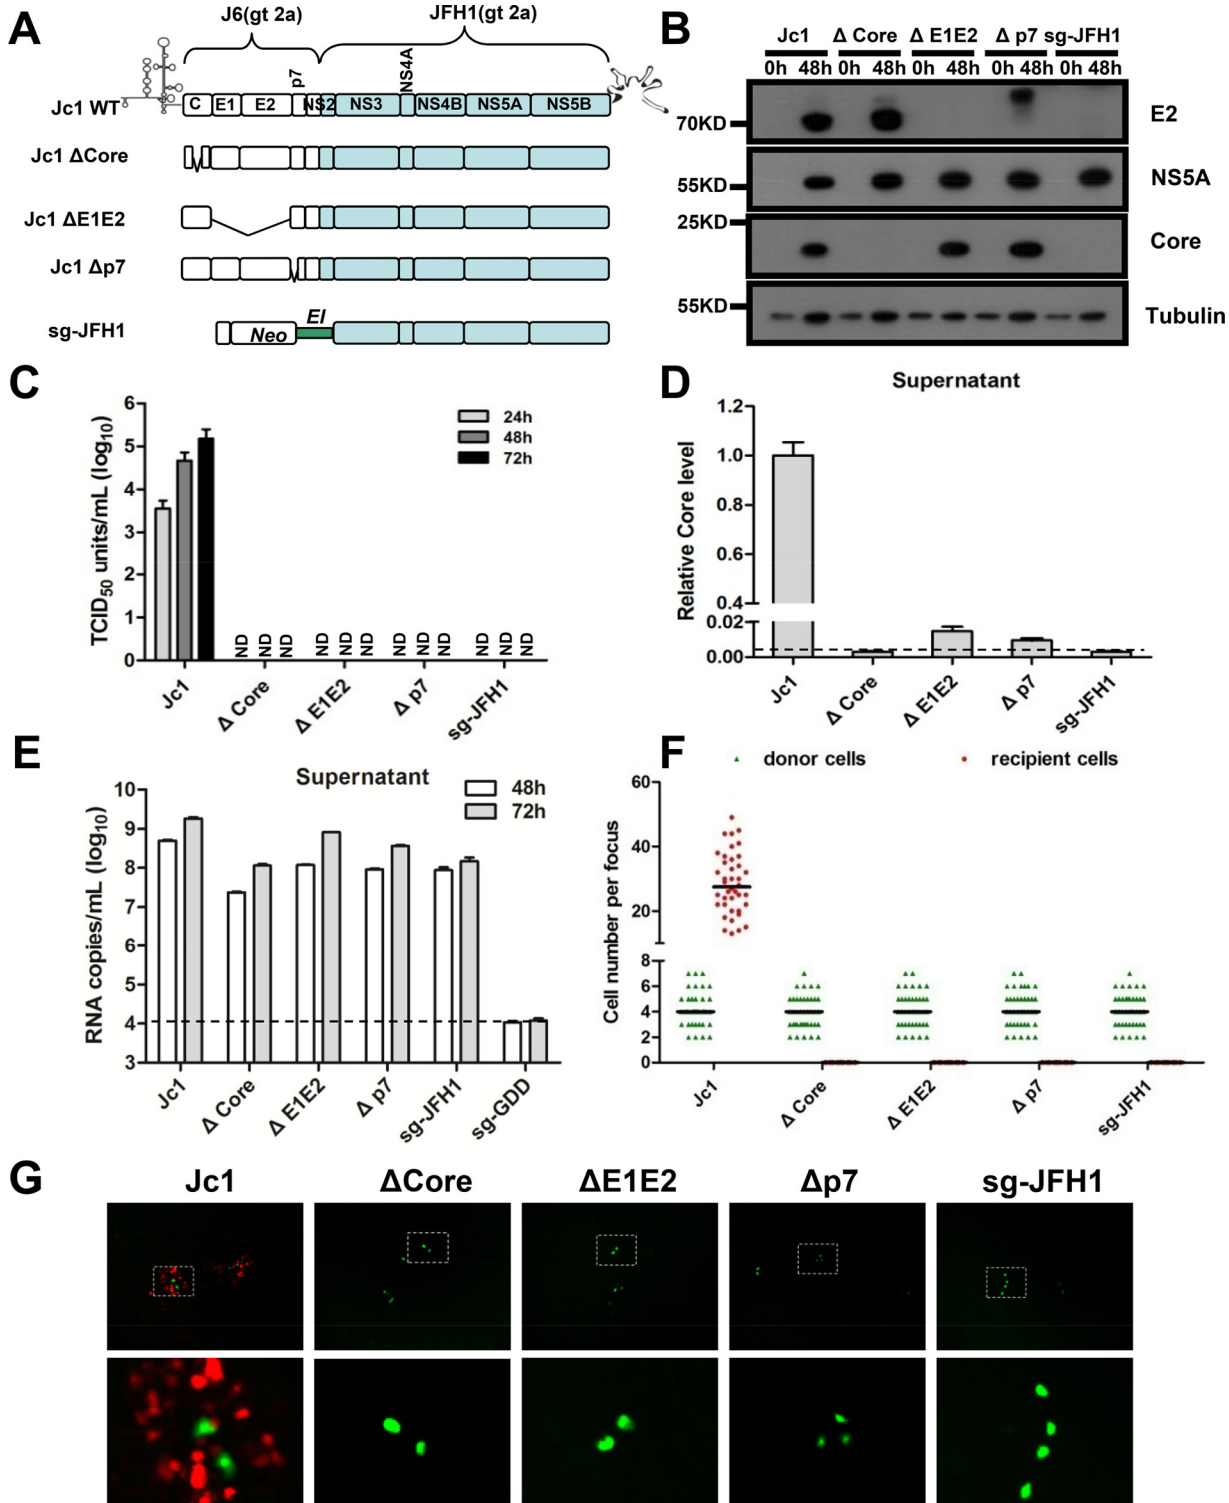 A
J6(gt 2a)
JFH1(gt 2a)
p7
NS4A
Jc1 WT
C E1 E2 NS2 NS3 NS4B NS5A NS5B
Jc1 ΔCore
Jc1 ΔE1E2
Jc1 Δp7
sg-JFH1
Neo
EI
B
Jc1 Δ Core Δ E1E2 Δ p7 sg-JFH1
0h 48h 0h 48h 0h 48h 0h 48h 0h 48h
70KD
E2
55KD
NS5A
25KD
Core
55KD
Tubulin
C
TCID50 units/mL (log10)
6
5
4
3
2
1
0
24h
48h
72h
ND ND ND ND ND ND ND ND ND ND ND ND
Jc1 Δ Core Δ E1E2 Δ p7 sg-JFH1
D
Supernatant
Relative Core level
1.2
1.0
0.8
0.6
0.4
0.02
0.00
Jc1 Δ Core Δ E1E2 Δ p7 sg-JFH1
E
Supernatant
RNA copies/mL (log10)
10
9
8
7
6
5
4
3
48h
72h
Jc1 Δ Core Δ E1E2 Δ p7 sg-JFH1 sg-GDD
F
donor cells recipient cells
Cell number per focus
60
40
20
8
6
4
2
0
Jc1 Δ Core Δ E1E2 Δ p7 sg-JFH1
G
Jc1 ΔCore ΔE1E2 Δp7 sg-JFH1